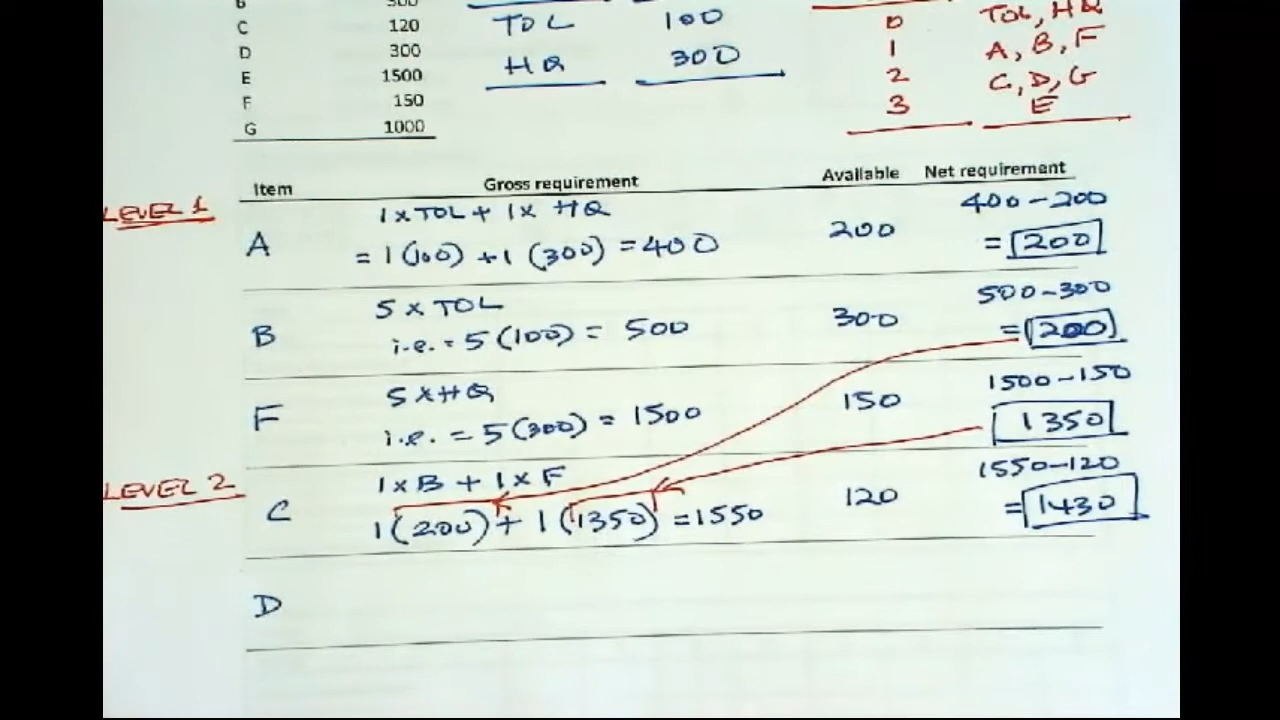 B 300
C 120
D 300
E 1500
F 150
G 1000
TOL 100
HQ 300
0 TOL, HQ
1 A, B, F
2 C, D, G
3 E
Item Gross requirement Available Net requirement
LEVEL 1
1 x TOL + 1 x HQ 400-200
A = 1(100) + 1 (300) = 400 200 = 200
5 x TOL 500-300
B i.e. = 5 (100) = 500 300 = 200
5 x HQ 1500-150
F i.e. = 5 (300) = 1500 150 1350
LEVEL 2
1 x B + 1 x F 1550-120
C 1(200) + 1 (1350) = 1550 120 = 1430
D